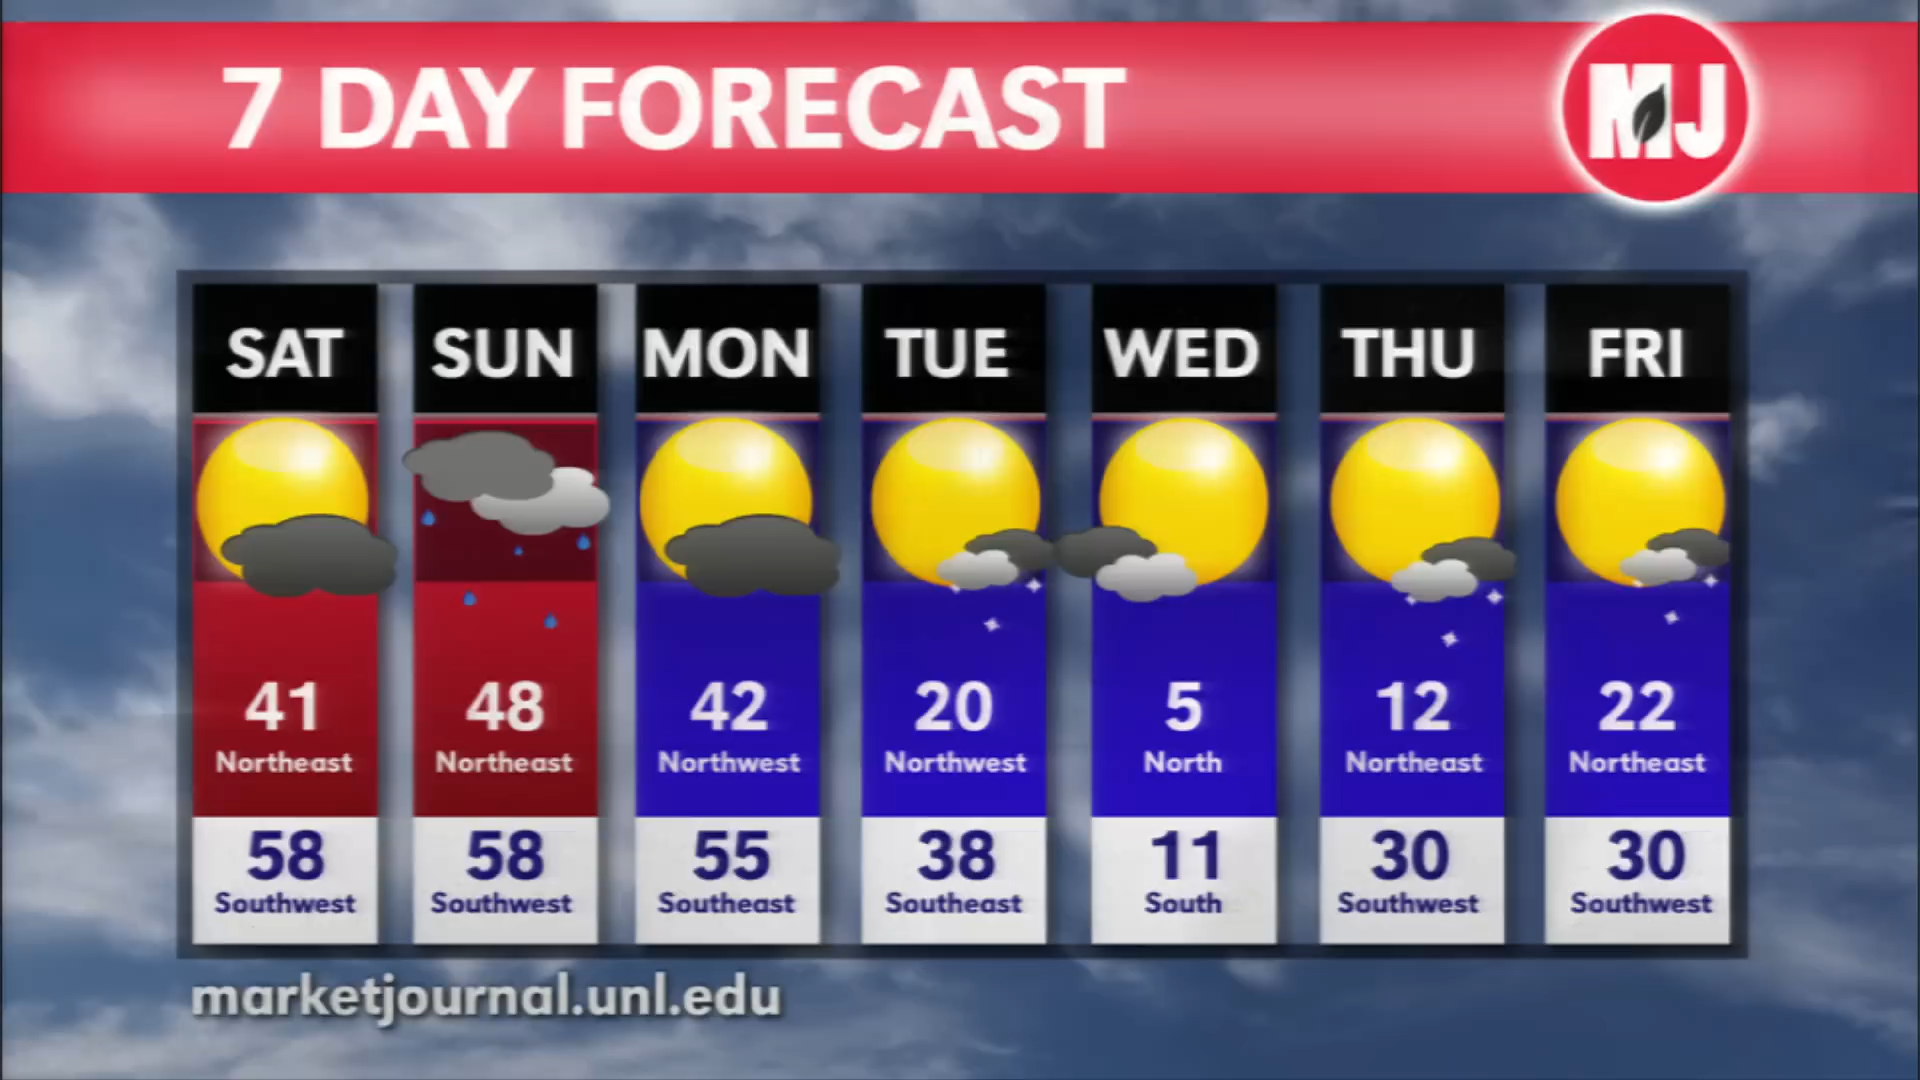 7 DAY FORECAST
MJ
SAT SUN MON TUE WED THU FRI
41 48 42 20 5 12 22
Northeast Northeast Northwest Northwest North Northeast Northeast
58 58 55 38 11 30 30
Southwest Southwest Southeast Southeast South Southwest Southwest
marketjournal.unl.edu